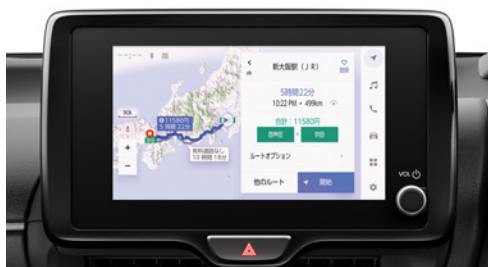 --:--
新大阪駅 (JR)
5時間22分
10:22 PM • 499km
合計：11580円
ルートオプション
他のルート
開始
11580円
5時間22分
有料道路なし
10時間18分
+
−
VOL